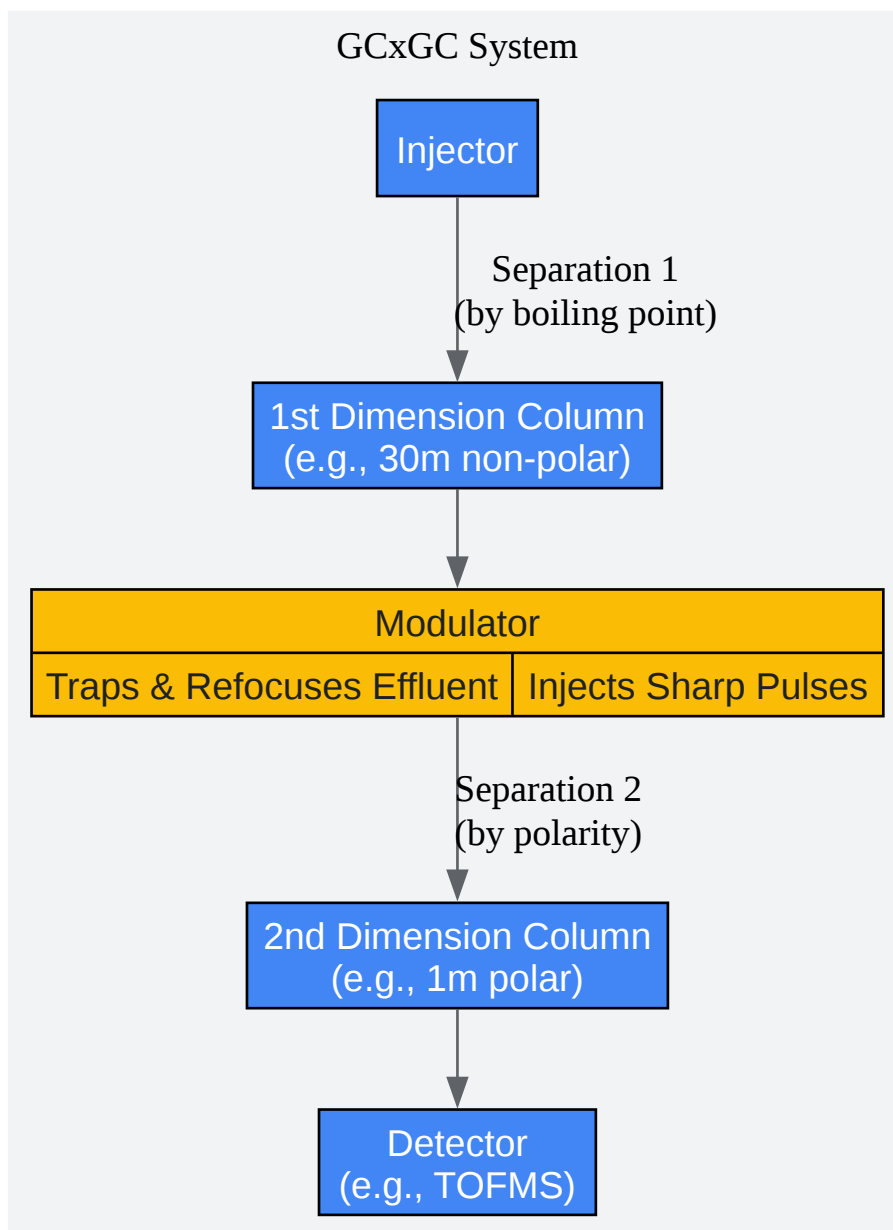 GCxGC System
Injector
Separation 1
(by boiling point)
1st Dimension Column
(e.g., 30m non-polar)
Modulator
Traps & Refocuses Effluent
Injects Sharp Pulses
Separation 2
(by polarity)
2nd Dimension Column
(e.g., 1m polar)
Detector
(e.g., TOFMS)